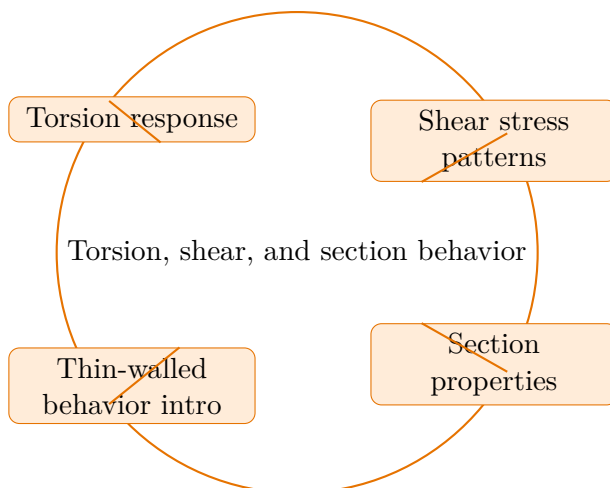 Torsion response
Shear stress
patterns
Torsion, shear, and section behavior
Thin-walled
behavior intro
Section
properties